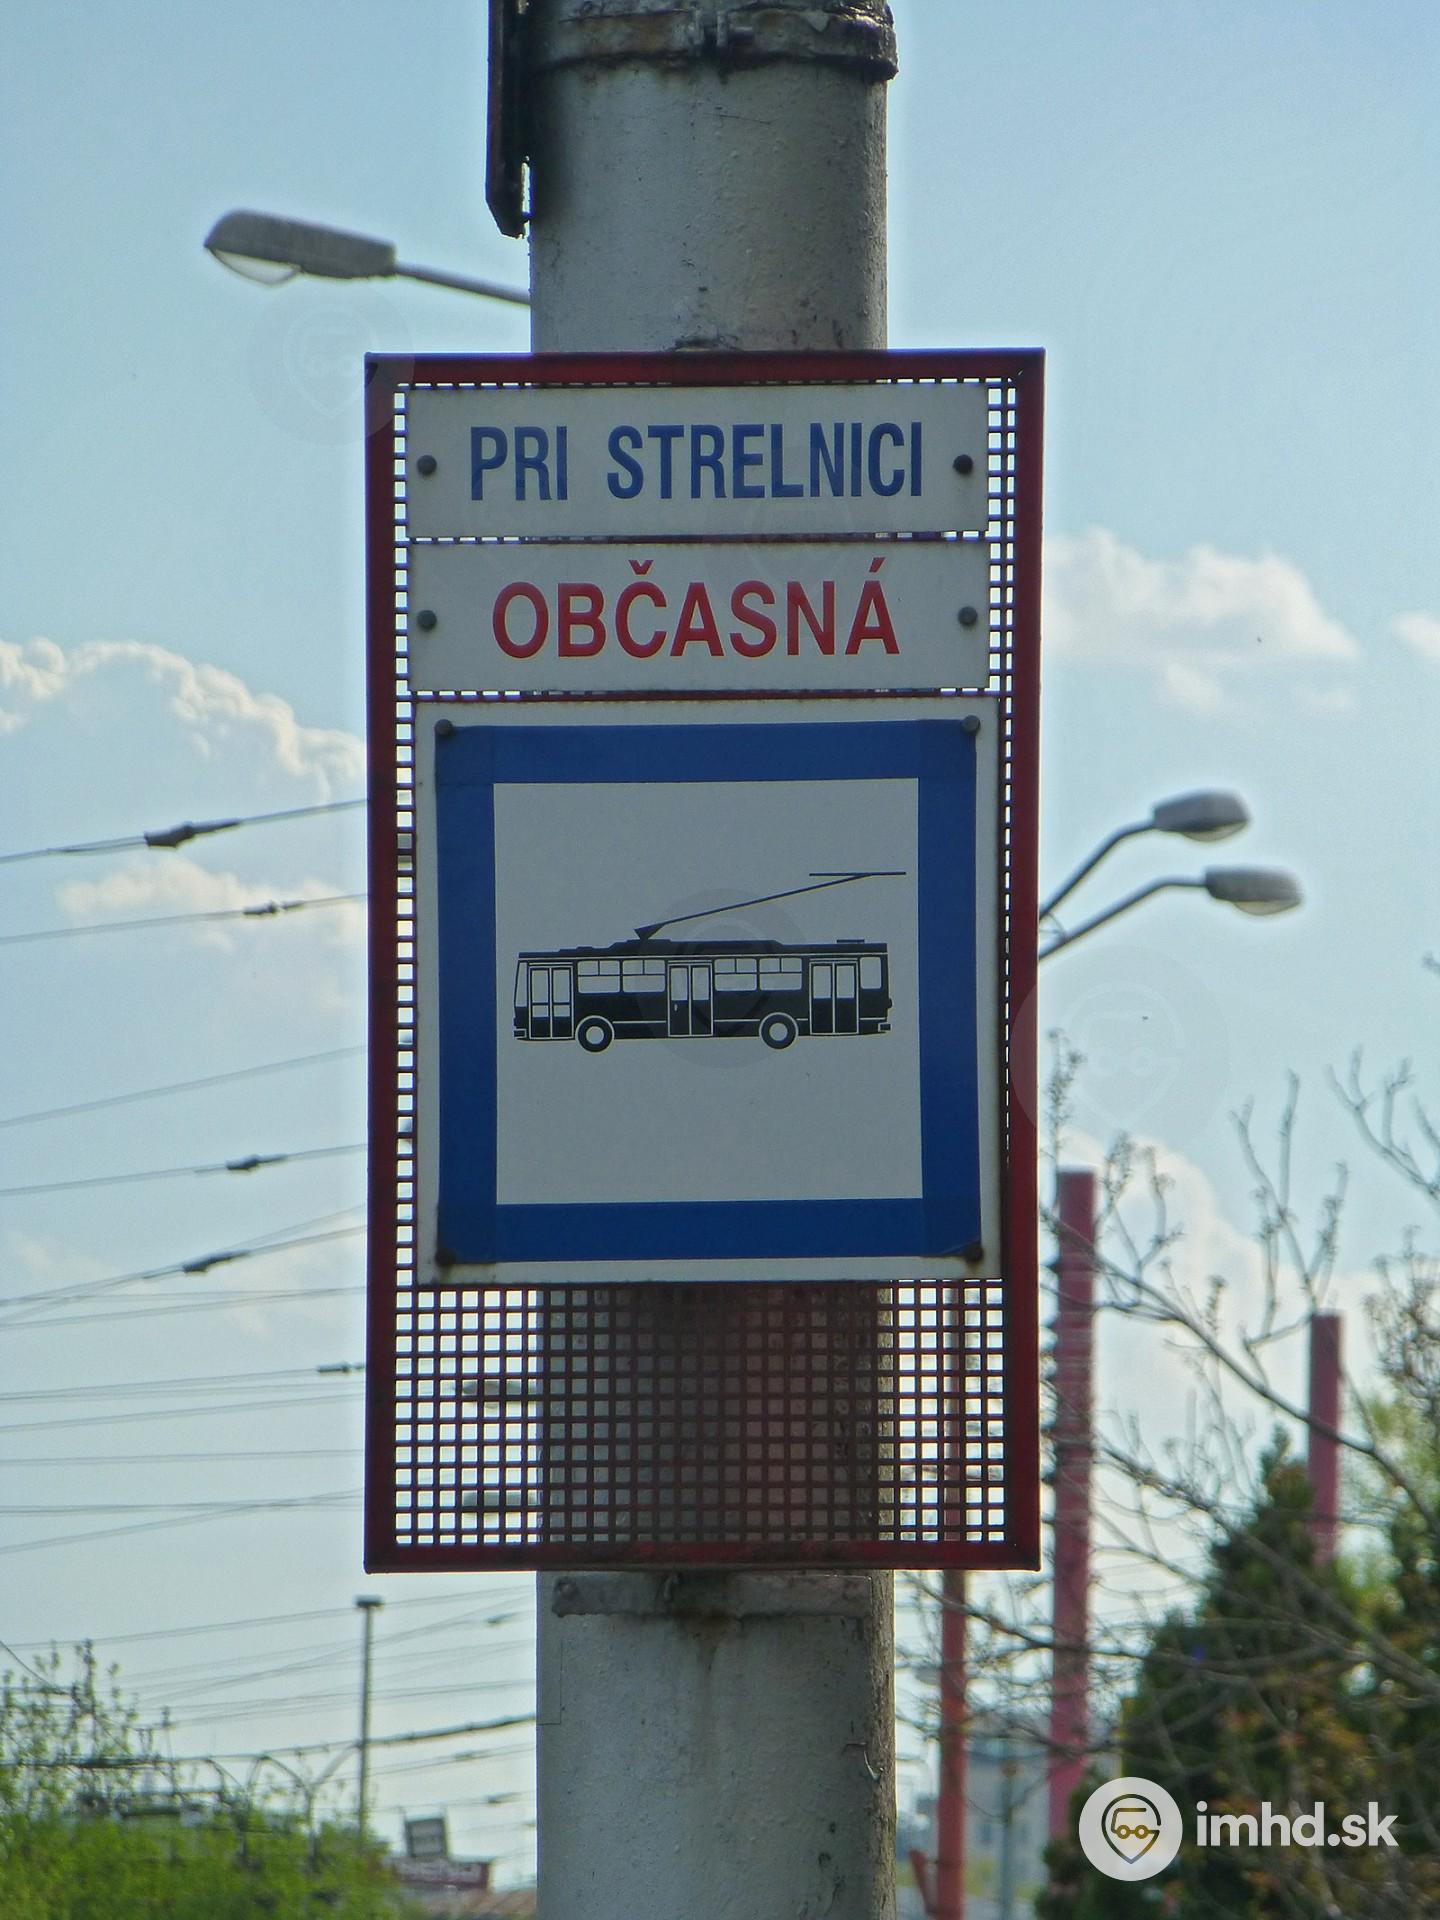 PRI STRELNICI
OBČASNÁ
imhd.sk